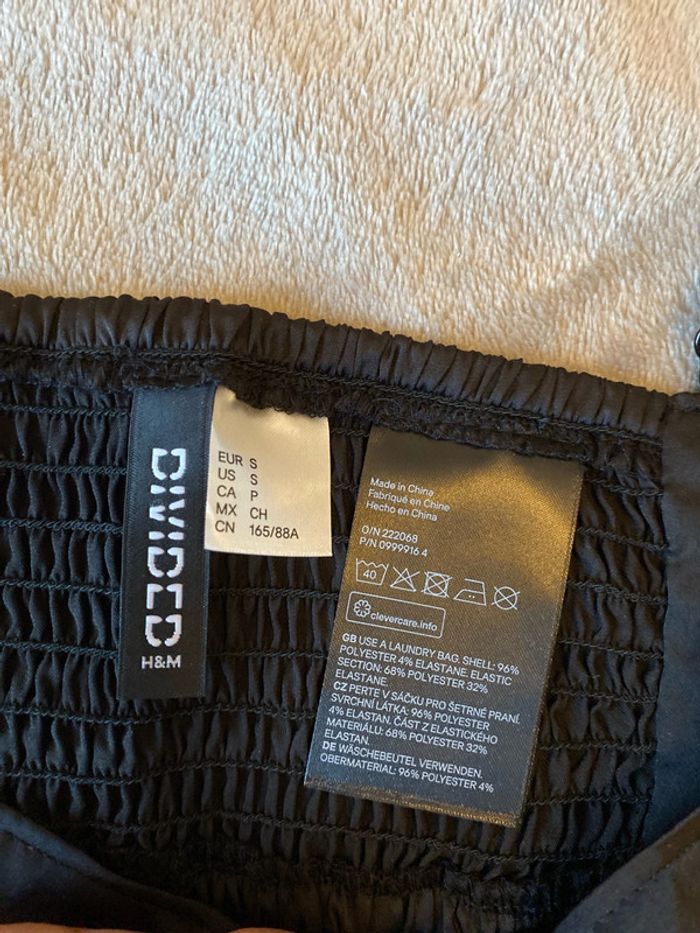 DIVIDED
H&M
EUR S
US S
CA P
MX CH
CN 165/88A
Made in China
Fabriqué en Chine
Hecho en China
O/N 222068
P/N 0999916 4
40
clevercare.info
GB USE A LAUNDRY BAG. SHELL: 96%
POLYESTER 4% ELASTANE. ELASTIC
SECTION: 68% POLYESTER 32%
ELASTANE.
CZ PERTE V SÁČKU PRO ŠETRNÉ PRANÍ.
SVRCHNÍ LÁTKA: 96% POLYESTER
4% ELASTAN. ČÁST Z ELASTICKÉHO
MATERIÁLU: 68% POLYESTER 32%
ELASTAN.
DE WÄSCHEBEUTEL VERWENDEN.
OBERMATERIAL: 96% POLYESTER 4%